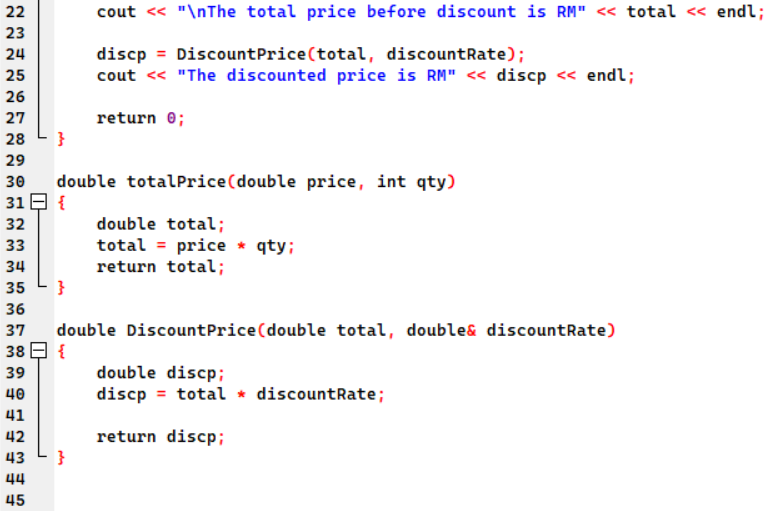 22 cout << "\nThe total price before discount is RM" << total << endl;
23
24 discp = DiscountPrice(total, discountRate);
25 cout << "The discounted price is RM" << discp << endl;
26
27 return 0;
28 }
29
30 double totalPrice(double price, int qty)
31 {
32 double total;
33 total = price * qty;
34 return total;
35 }
36
37 double DiscountPrice(double total, double& discountRate)
38 {
39 double discp;
40 discp = total * discountRate;
41
42 return discp;
43 }
44
45